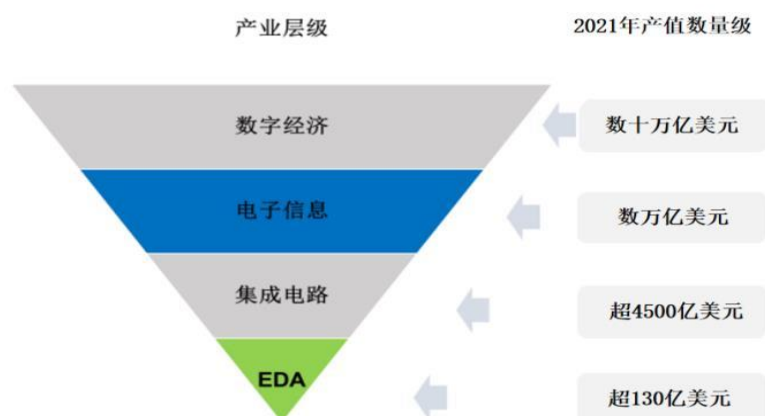 产业层级
2021年产值数量级
数字经济
数十万亿美元
电子信息
数万亿美元
集成电路
超4500亿美元
EDA
超130亿美元